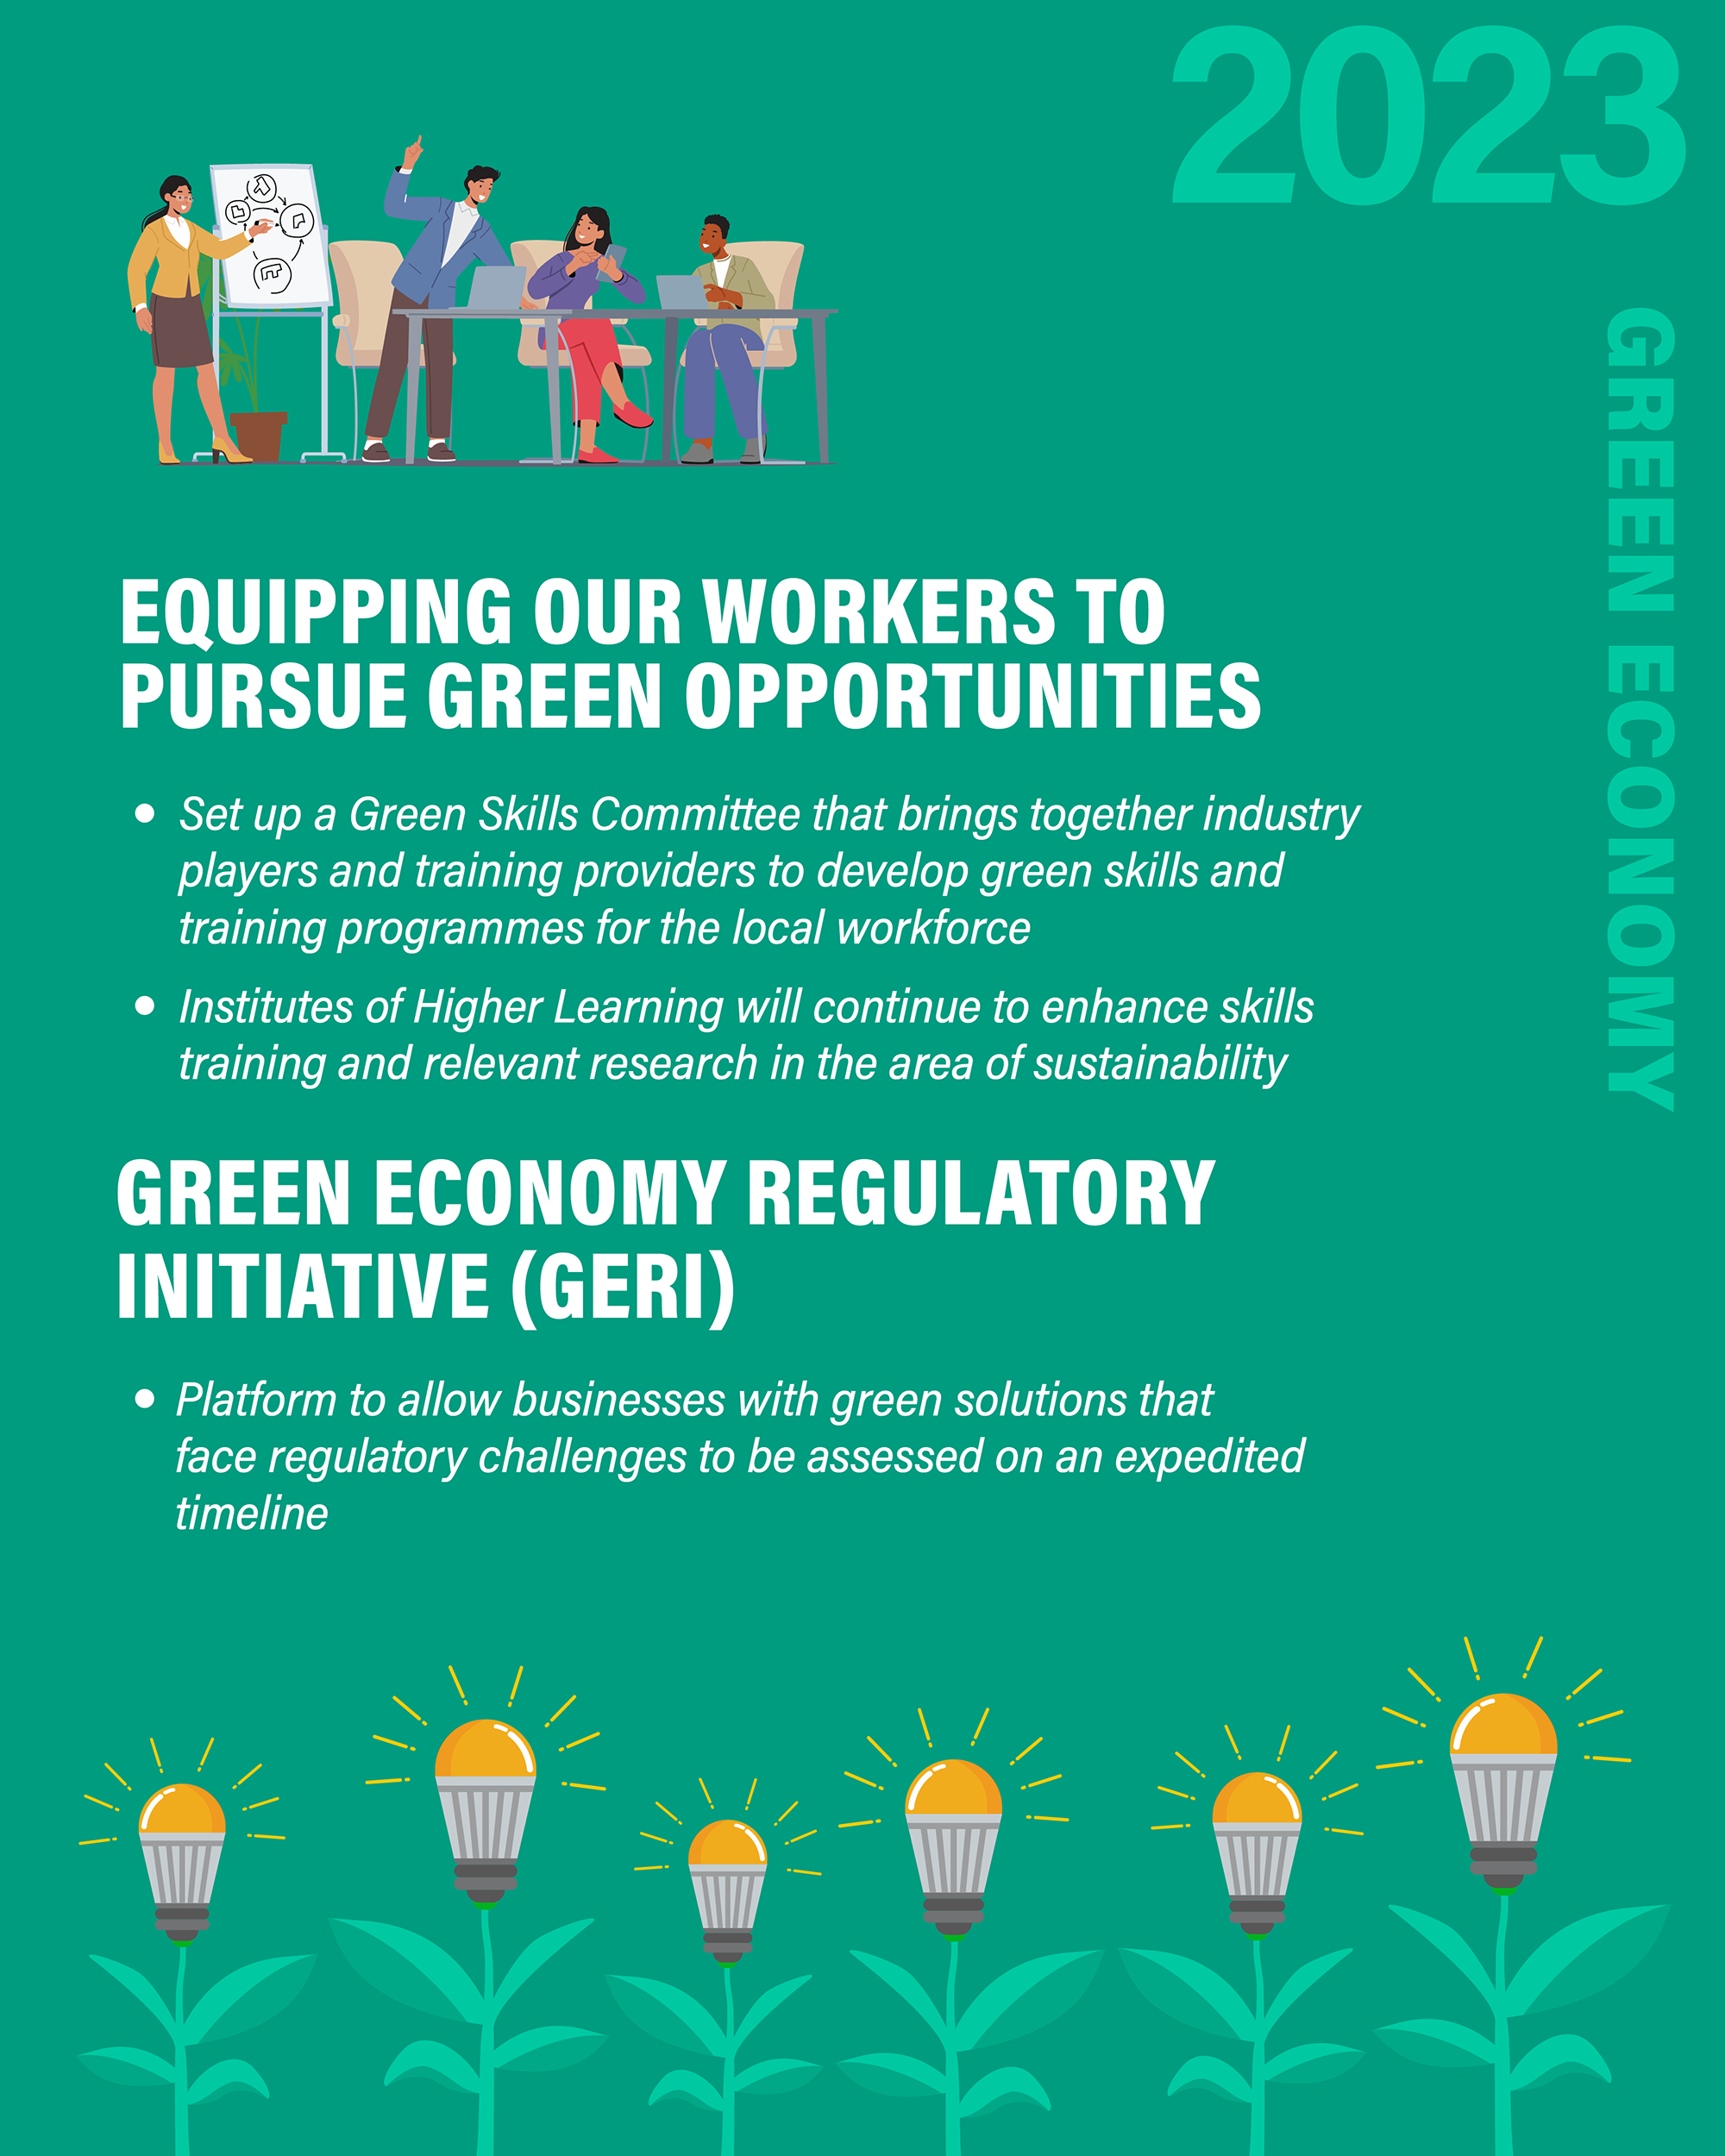 2023
GREEN ECONOMY
EQUIPPING OUR WORKERS TO
PURSUE GREEN OPPORTUNITIES
● Set up a Green Skills Committee that brings together industry
players and training providers to develop green skills and
training programmes for the local workforce
● Institutes of Higher Learning will continue to enhance skills
training and relevant research in the area of sustainability
GREEN ECONOMY REGULATORY
INITIATIVE (GERI)
● Platform to allow businesses with green solutions that
face regulatory challenges to be assessed on an expedited
timeline